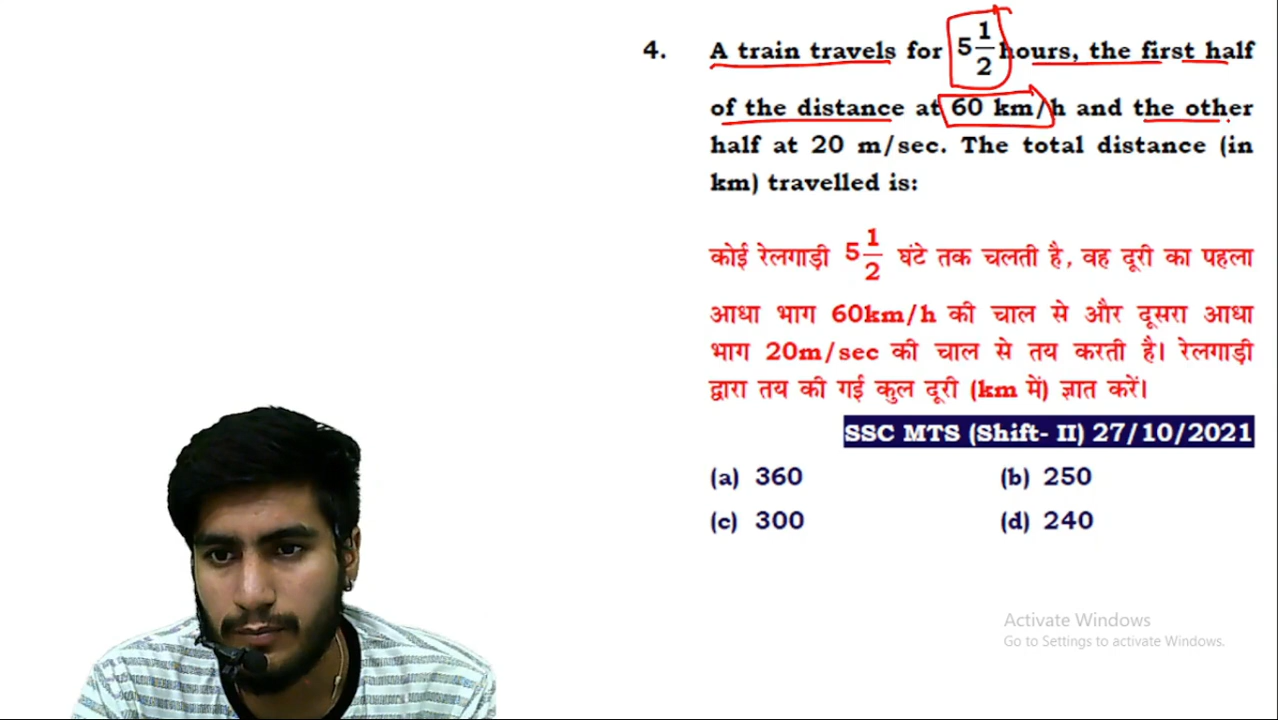 4. A train travels for 5 1/2 hours, the first half
of the distance at 60 km/h and the other
half at 20 m/sec. The total distance (in
km) travelled is:
कोई रेलगाड़ी 5 1/2 घंटे तक चलती है, वह दूरी का पहला
आधा भाग 60km/h की चाल से और दूसरा आधा
भाग 20m/sec की चाल से तय करती है। रेलगाड़ी
द्वारा तय की गई कुल दूरी (km में) ज्ञात करें।
SSC MTS (Shift- II) 27/10/2021
(a) 360 (b) 250
(c) 300 (d) 240
Activate Windows
Go to Settings to activate Windows.